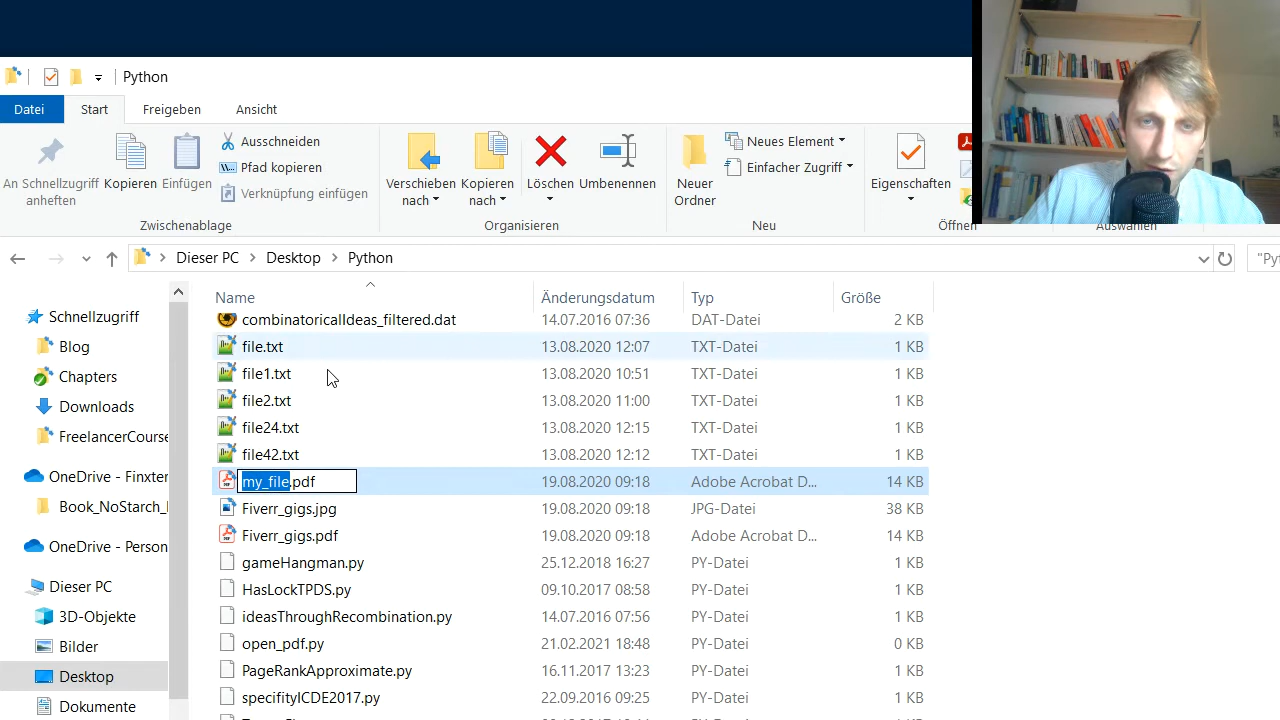 Python
Datei Start Freigeben Ansicht
An Schnellzugriff anheften
Kopieren
Einfügen
Ausschneiden
Pfad kopieren
Verknüpfung einfügen
Zwischenablage
Verschieben nach
Kopieren nach
Löschen
Umbenennen
Organisieren
Neuer Ordner
Neues Element
Einfacher Zugriff
Neu
Eigenschaften
Öffnen
Auswählen
Dieser PC Desktop Python
Schnellzugriff
Blog
Chapters
Downloads
FreelancerCourse
OneDrive - Finxter
Book_NoStarch_
OneDrive - Person
Dieser PC
3D-Objekte
Bilder
Desktop
Dokumente
Name Änderungsdatum Typ Größe
combinatoricalIdeas_filtered.dat 14.07.2016 07:36 DAT-Datei 2 KB
file.txt 13.08.2020 12:07 TXT-Datei 1 KB
file1.txt 13.08.2020 10:51 TXT-Datei 1 KB
file2.txt 13.08.2020 11:00 TXT-Datei 1 KB
file24.txt 13.08.2020 12:15 TXT-Datei 1 KB
file42.txt 13.08.2020 12:12 TXT-Datei 1 KB
my_file.pdf 19.08.2020 09:18 Adobe Acrobat D... 14 KB
Fiverr_gigs.jpg 19.08.2020 09:18 JPG-Datei 38 KB
Fiverr_gigs.pdf 19.08.2020 09:18 Adobe Acrobat D... 14 KB
gameHangman.py 25.12.2018 16:27 PY-Datei 1 KB
HasLockTPDS.py 09.10.2017 08:58 PY-Datei 1 KB
ideasThroughRecombination.py 14.07.2016 07:56 PY-Datei 1 KB
open_pdf.py 21.02.2021 18:48 PY-Datei 0 KB
PageRankApproximate.py 16.11.2017 13:23 PY-Datei 1 KB
specifityICDE2017.py 22.09.2016 09:25 PY-Datei 1 KB